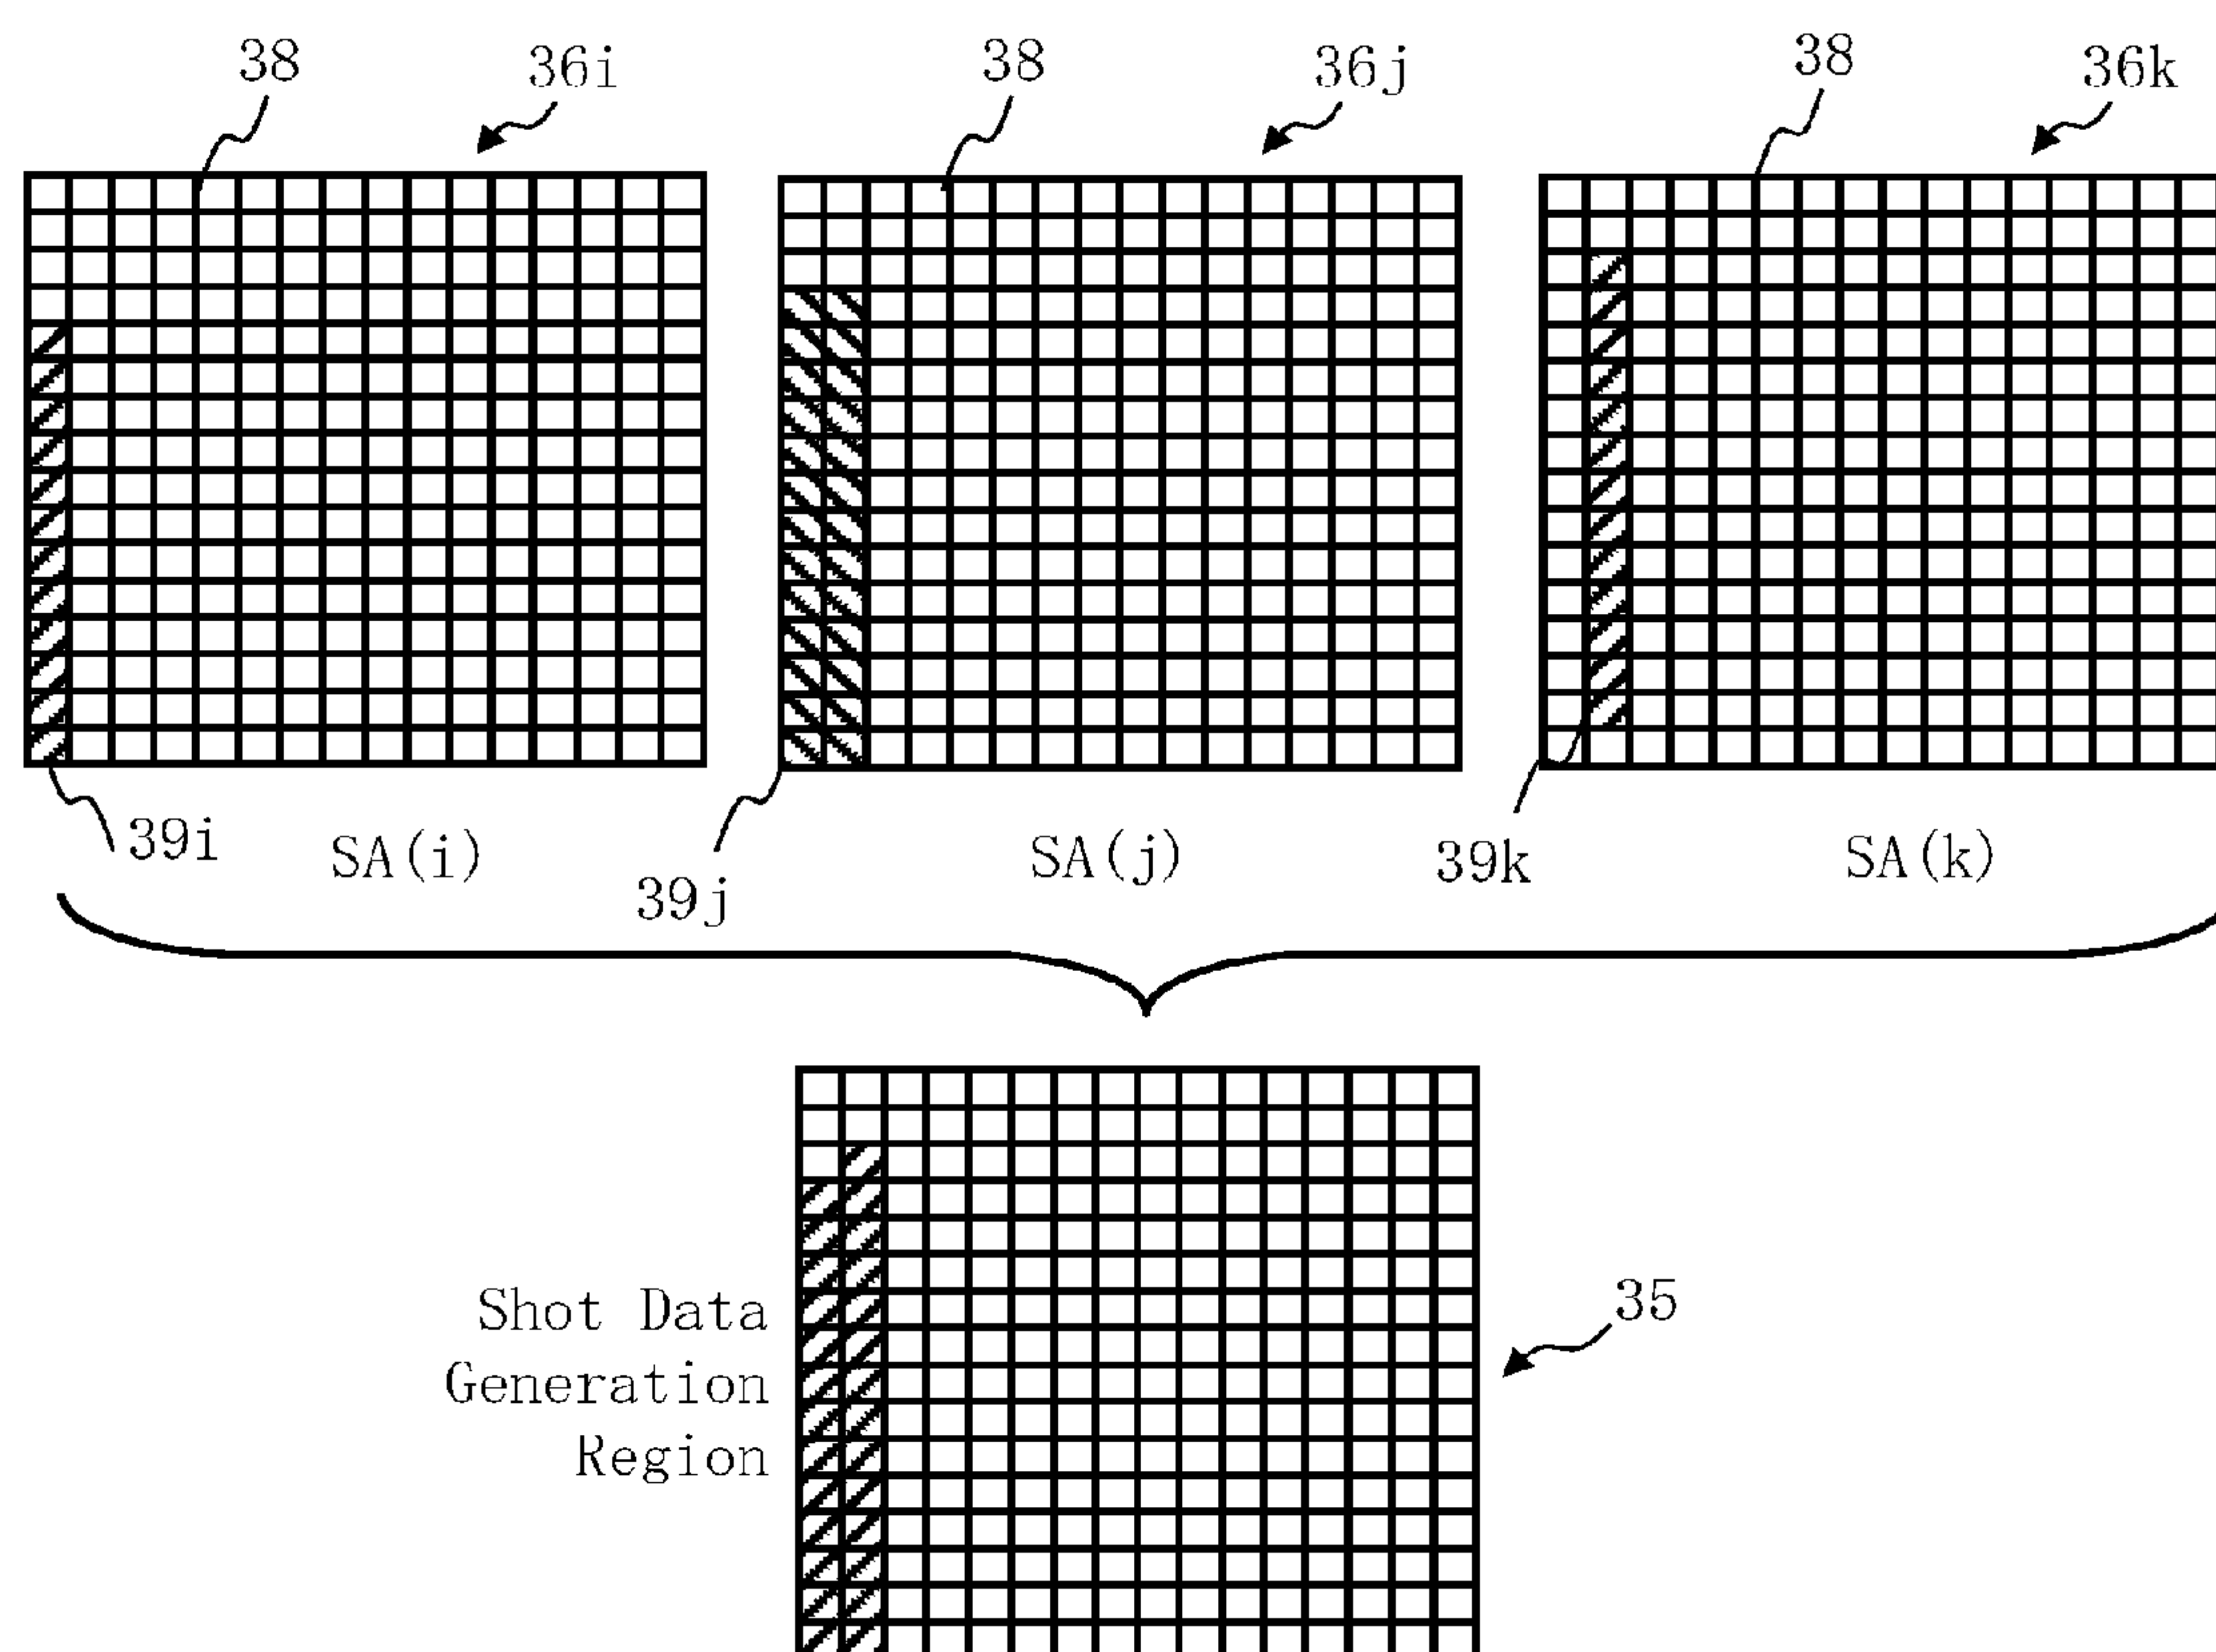 38
36i
38
36j
38
36k
39i
SA(i)
39j
SA(j)
39k
SA(k)
Shot Data
Generation
Region
35